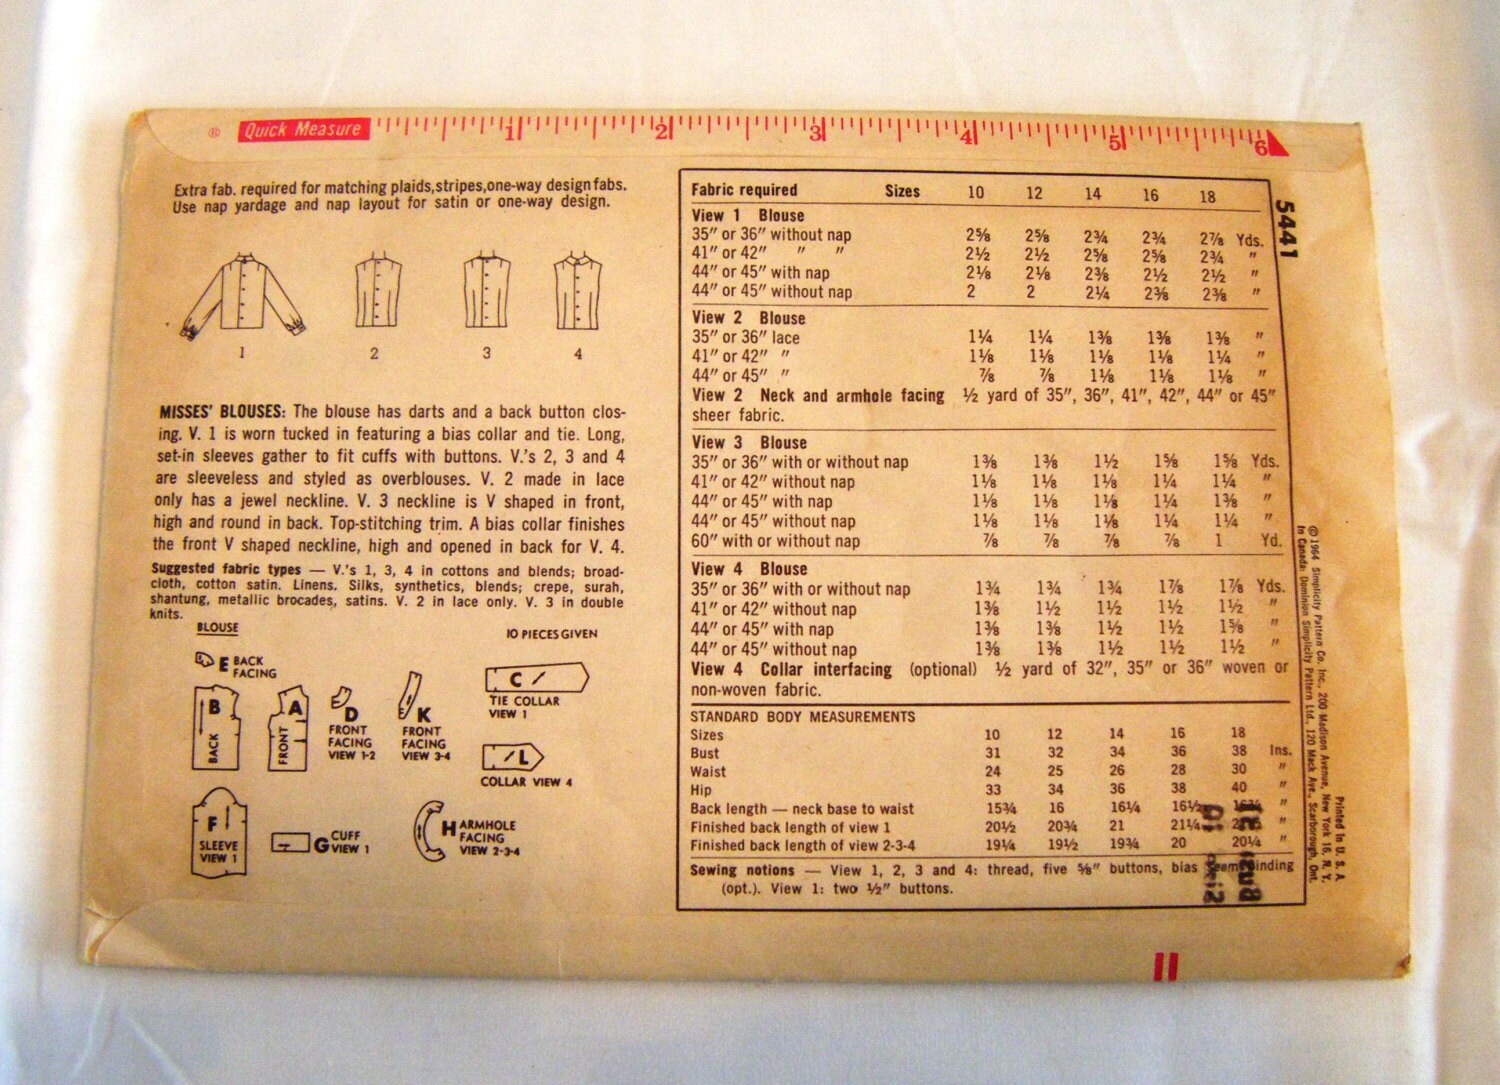 ® Quick Measure 1 2 3 4 5 6
Extra fab. required for matching plaids, stripes, one-way design fabs.
Use nap yardage and nap layout for satin or one-way design.
1 2 3 4
MISSES' BLOUSES: The blouse has darts and a back button clos-
ing. V. 1 is worn tucked in featuring a bias collar and tie. Long,
set-in sleeves gather to fit cuffs with buttons. V.'s 2, 3 and 4
are sleeveless and styled as overblouses. V. 2 made in lace
only has a jewel neckline. V. 3 neckline is V shaped in front,
high and round in back. Top-stitching trim. A bias collar finishes
the front V shaped neckline, high and opened in back for V. 4.
Suggested fabric types — V.'s 1, 3, 4 in cottons and blends; broad-
cloth, cotton satin. Linens. Silks, synthetics, blends; crepe, surah,
shantung, metallic brocades, satins. V. 2 in lace only. V. 3 in double
knits.
BLOUSE
10 PIECES GIVEN
E BACK
FACING
B
BACK
A
FRONT
D
FRONT
FACING
VIEW 1-2
K
FRONT
FACING
VIEW 3-4
C
TIE COLLAR
VIEW 1
L
COLLAR VIEW 4
F
SLEEVE
VIEW 1
G CUFF
VIEW 1
H ARMHOLE
FACING
VIEW 2-3-4
Fabric required Sizes 10 12 14 16 18
View 1 Blouse
35" or 36" without nap 2⅝ 2⅝ 2¾ 2¾ 2⅞ Yds.
41" or 42" " " 2½ 2½ 2⅝ 2⅝ 2¾ "
44" or 45" with nap 2⅛ 2⅛ 2⅜ 2½ 2½ "
44" or 45" without nap 2 2 2¼ 2⅜ 2⅜ "
View 2 Blouse
35" or 36" lace 1¼ 1¼ 1⅜ 1⅜ 1⅜ "
41" or 42" " 1⅛ 1⅛ 1⅛ 1⅛ 1¼ "
44" or 45" " ⅞ ⅞ 1⅛ 1⅛ 1⅛ "
View 2 Neck and armhole facing ½ yard of 35", 36", 41", 42", 44" or 45"
sheer fabric.
View 3 Blouse
35" or 36" with or without nap 1⅜ 1⅜ 1½ 1⅝ 1⅝ Yds.
41" or 42" without nap 1⅛ 1⅛ 1⅛ 1¼ 1¼ "
44" or 45" with nap 1⅛ 1⅛ 1⅛ 1¼ 1⅜ "
44" or 45" without nap 1⅛ 1⅛ 1⅛ 1¼ 1¼ "
60" with or without nap ⅞ ⅞ ⅞ ⅞ 1 Yd.
View 4 Blouse
35" or 36" with or without nap 1¾ 1¾ 1¾ 1⅞ 1⅞ Yds.
41" or 42" without nap 1⅜ 1½ 1½ 1½ 1½ "
44" or 45" with nap 1⅜ 1⅜ 1½ 1½ 1⅝ "
44" or 45" without nap 1⅜ 1⅜ 1½ 1½ 1½ "
View 4 Collar interfacing (optional) ½ yard of 32", 35" or 36" woven or
non-woven fabric.
STANDARD BODY MEASUREMENTS
Sizes 10 12 14 16 18
Bust 31 32 34 36 38 Ins.
Waist 24 25 26 28 30 "
Hip 33 34 36 38 40 "
Back length — neck base to waist 15¾ 16 16¼ 16½ "
Finished back length of view 1 20½ 20¾ 21 21¼ "
Finished back length of view 2-3-4 19¼ 19½ 19¾ 20 20¼ "
Sewing notions — View 1, 2, 3 and 4: thread, five ⅝" buttons, bias seam binding
(opt.). View 1: two ½" buttons.
5441
© 1964 Simplicity Pattern Co. Inc., 200 Madison Avenue, New York 16, N. Y.
In Canada: Dominion Simplicity Pattern Ltd., 120 Mack Ave., Scarborough, Ont.
Printed in U. S. A.